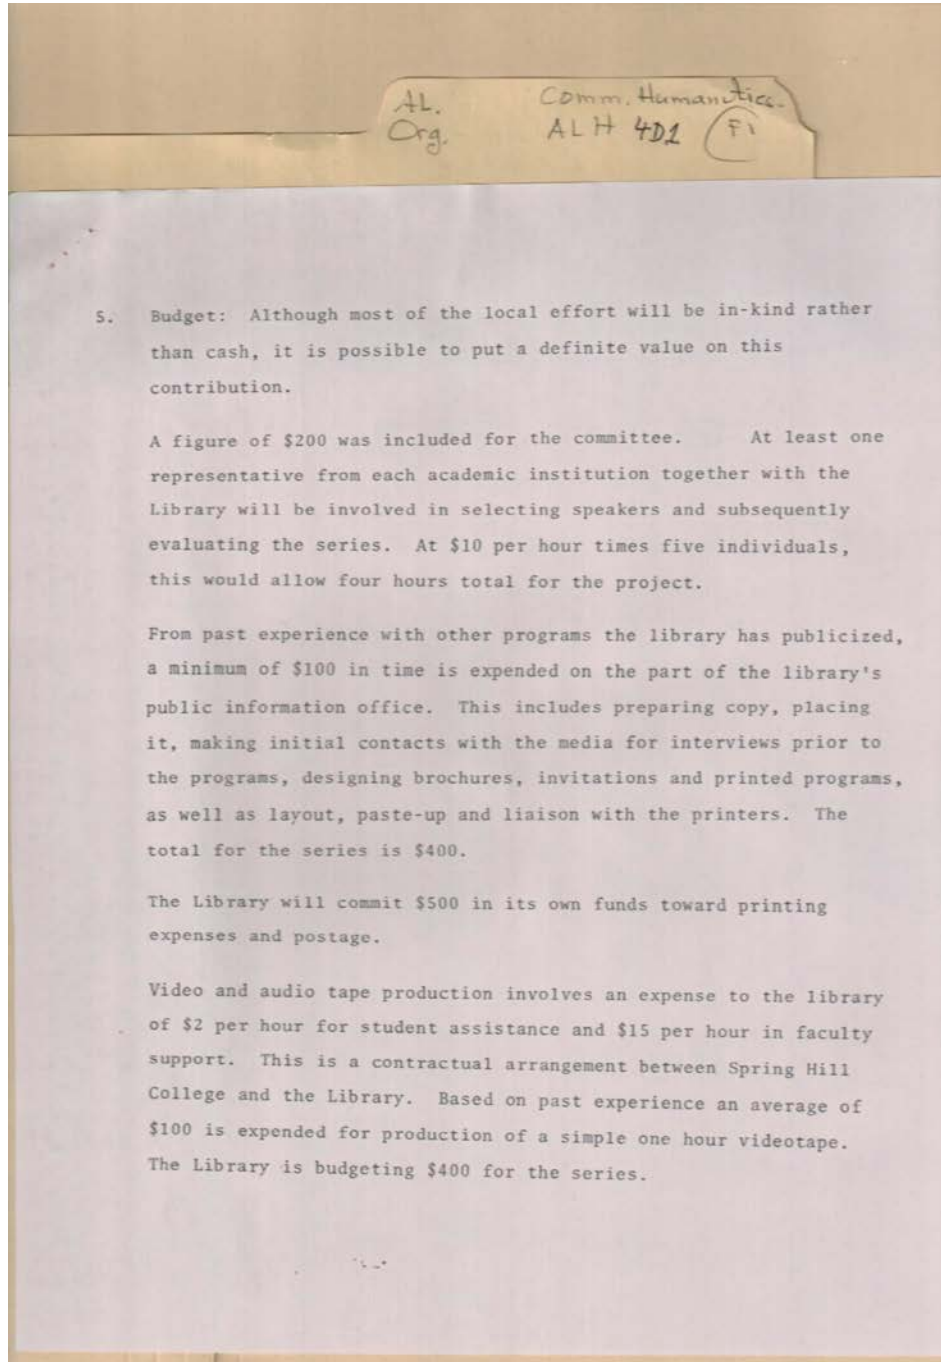 AL. Comm. Humanities.
Org. ALH 4D1 F1
5. Budget: Although most of the local effort will be in-kind rather
than cash, it is possible to put a definite value on this
contribution.
A figure of $200 was included for the committee. At least one
representative from each academic institution together with the
Library will be involved in selecting speakers and subsequently
evaluating the series. At $10 per hour times five individuals,
this would allow four hours total for the project.
From past experience with other programs the library has publicized,
a minimum of $100 in time is expended on the part of the library's
public information office. This includes preparing copy, placing
it, making initial contacts with the media for interviews prior to
the programs, designing brochures, invitations and printed programs,
as well as layout, paste-up and liaison with the printers. The
total for the series is $400.
The Library will commit $500 in its own funds toward printing
expenses and postage.
Video and audio tape production involves an expense to the library
of $2 per hour for student assistance and $15 per hour in faculty
support. This is a contractual arrangement between Spring Hill
College and the Library. Based on past experience an average of
$100 is expended for production of a simple one hour videotape.
The Library is budgeting $400 for the series.